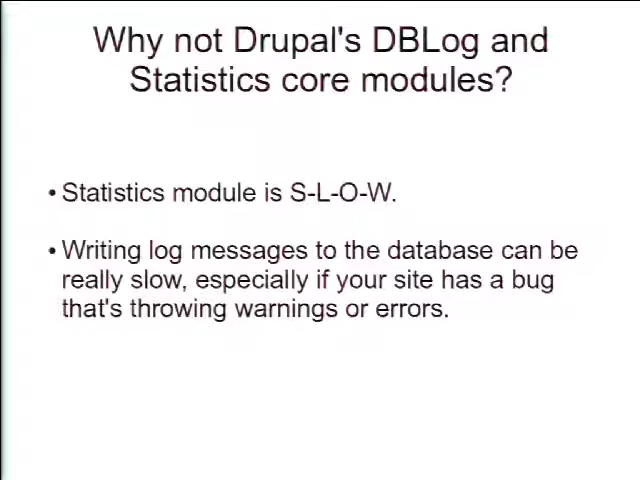 Why not Drupal's DBLog and
Statistics core modules?
• Statistics module is S-L-O-W.
• Writing log messages to the database can be
really slow, especially if your site has a bug
that's throwing warnings or errors.